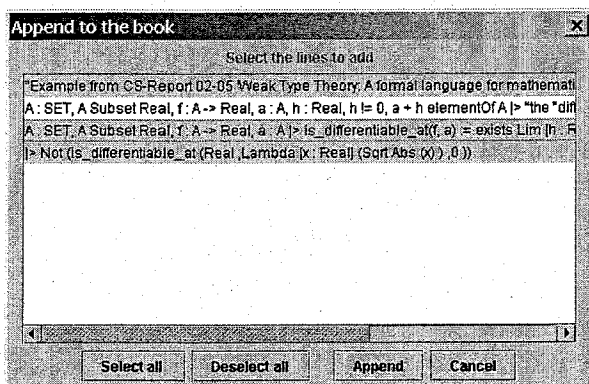 Append to the book
Select the lines to add
"Example from CS-Report 02-05 Weak Type Theory: A formal language for mathemati
A : SET, A Subset Real, f : A -> Real, a : A, h : Real, h != 0, a + h elementOf A |> "the "dif
A : SET, A Subset Real, f : A -> Real, a : A |> is_differentiable_at(f, a) := exists Lim [h : R
|> Not (is_differentiable_at (Real ,Lambda [x : Real] (Sqrt Abs (x) ) ,0 ))
Select all Deselect all Append Cancel